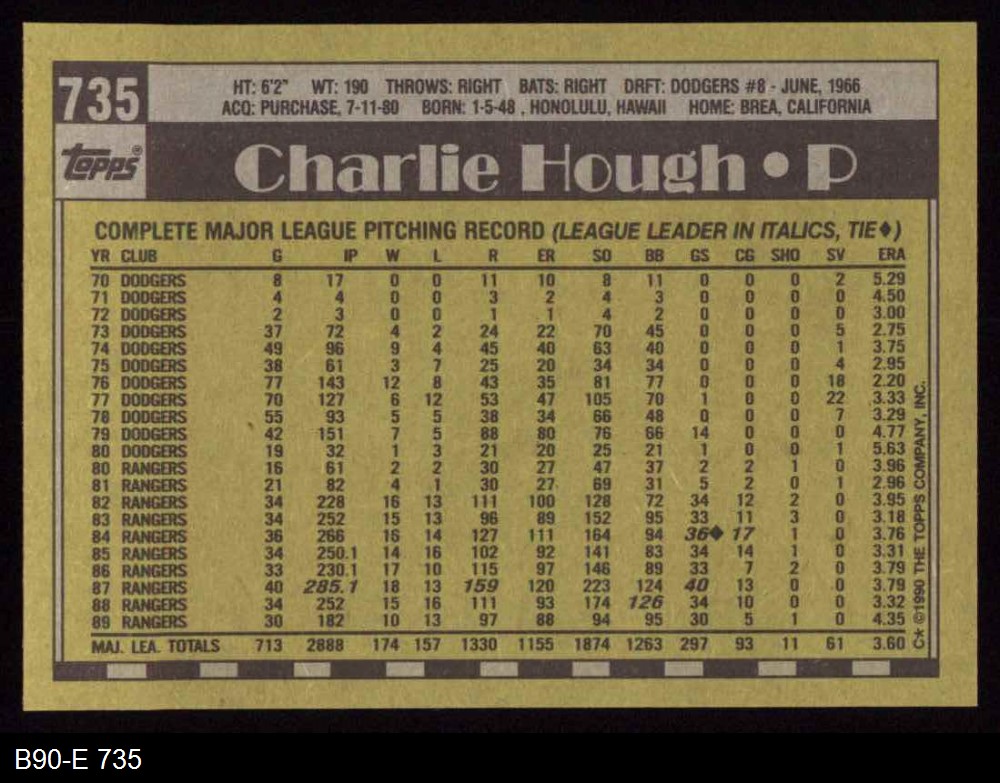 735
HT: 6'2" WT: 190 THROWS: RIGHT BATS: RIGHT DRFT: DODGERS #8 - JUNE, 1966
ACQ: PURCHASE, 7-11-80 BORN: 1-5-48 , HONOLULU, HAWAII HOME: BREA, CALIFORNIA
topps®
Charlie Hough • P
COMPLETE MAJOR LEAGUE PITCHING RECORD (LEAGUE LEADER IN ITALICS, TIE♦)
YR CLUB G IP W L R ER SO BB GS CG SHO SV ERA
70 DODGERS 8 17 0 0 11 10 8 11 0 0 0 2 5.29
71 DODGERS 4 4 0 0 3 2 4 3 0 0 0 0 4.50
72 DODGERS 2 3 0 0 1 1 4 2 0 0 0 0 3.00
73 DODGERS 37 72 4 2 24 22 70 45 0 0 0 5 2.75
74 DODGERS 49 96 9 4 45 40 63 40 0 0 0 1 3.75
75 DODGERS 38 61 3 7 25 20 34 34 0 0 0 4 2.95
76 DODGERS 77 143 12 8 43 35 81 77 0 0 0 18 2.20
77 DODGERS 70 127 6 12 53 47 105 70 1 0 0 22 3.33
78 DODGERS 55 93 5 5 38 34 66 48 0 0 0 7 3.29
79 DODGERS 42 151 7 5 88 80 76 66 14 0 0 0 4.77
80 DODGERS 19 32 1 3 21 20 25 21 1 0 0 1 5.63
80 RANGERS 16 61 2 2 30 27 47 37 2 2 1 0 3.96
81 RANGERS 21 82 4 1 30 27 69 31 5 2 0 1 2.96
82 RANGERS 34 228 16 13 111 100 128 72 34 12 2 0 3.95
83 RANGERS 34 252 15 13 96 89 152 95 33 11 3 0 3.18
84 RANGERS 36 266 16 14 127 111 164 94 36♦ 17 1 0 3.76
85 RANGERS 34 250.1 14 16 102 92 141 83 34 14 1 0 3.31
86 RANGERS 33 230.1 17 10 115 97 146 89 33 7 2 0 3.79
87 RANGERS 40 285.1 18 13 159 120 223 124 40 13 0 0 3.79
88 RANGERS 34 252 15 16 111 93 174 126 34 10 0 0 3.32
89 RANGERS 30 182 10 13 97 88 94 95 30 5 1 0 4.35
MAJ. LEA. TOTALS 713 2888 174 157 1330 1155 1874 1263 297 93 11 61 3.60
C* ©1990 THE TOPPS COMPANY, INC.
B90-E 735